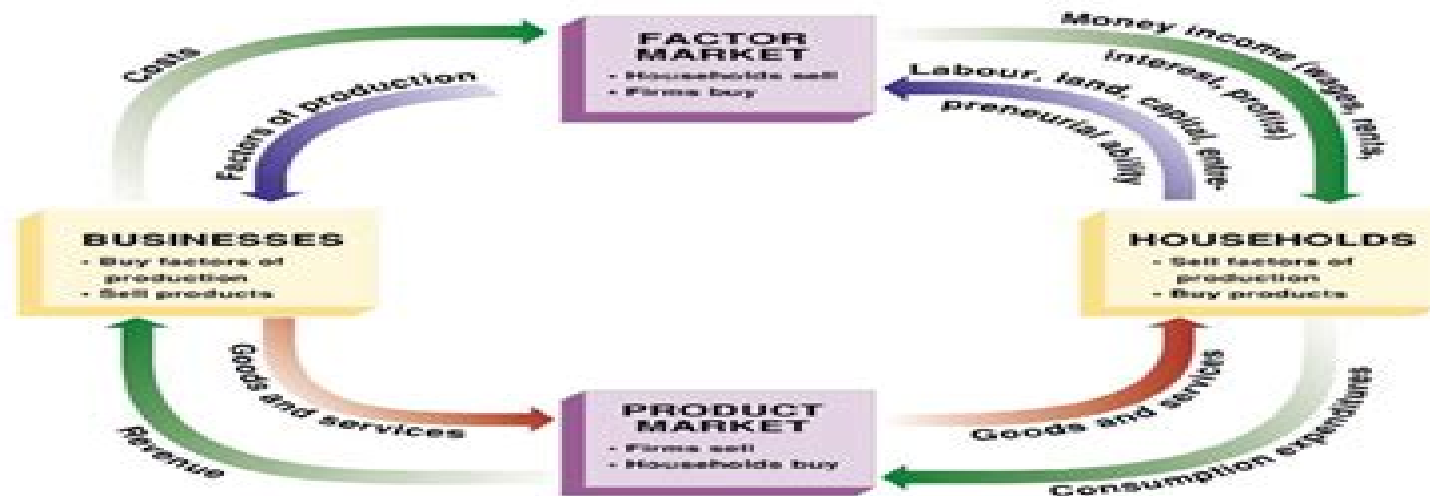 FACTOR
MARKET
• Households sell
• Firms buy
Costs
Factors of production
Money income (wages, rents,
interest, profits)
Labour, land, capital, entre-
preneurial ability
BUSINESSES
• Buy factors of
production
• Sell products
HOUSEHOLDS
• Sell factors of
production
• Buy products
Goods and services
Revenue
PRODUCT
MARKET
• Firms sell
• Households buy
Goods and services
Consumption expenditures